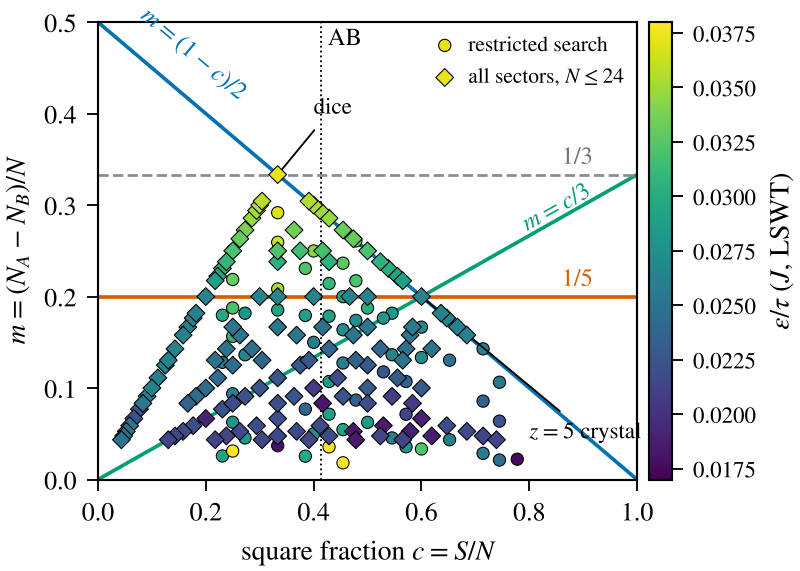 m = (1 − c)/2
AB
restricted search
all sectors, N ≤ 24
dice
1/3
m = c/3
1/5
z = 5 crystal
0.5
0.4
0.3
0.2
0.1
0.0
m = (N_A − N_B)/N
0.0
0.2
0.4
0.6
0.8
1.0
square fraction c = S/N
0.0375
0.0350
0.0325
0.0300
0.0275
0.0250
0.0225
0.0200
0.0175
ε/τ (J, LSWT)